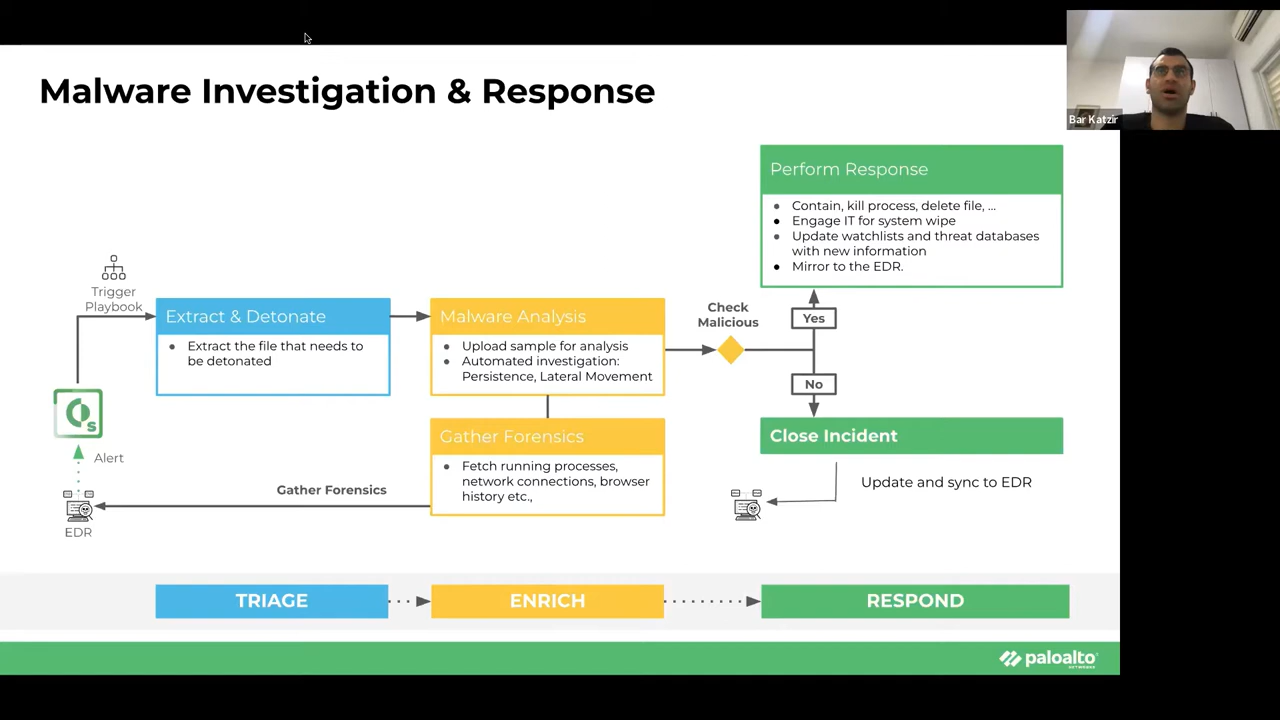 Malware Investigation & Response
Bar Katzir
Perform Response
Contain, kill process, delete file, ...
Engage IT for system wipe
Update watchlists and threat databases
with new information
Mirror to the EDR.
Trigger
Playbook
Extract & Detonate
Extract the file that needs to
be detonated
Malware Analysis
Upload sample for analysis
Automated investigation:
Persistence, Lateral Movement
Check
Malicious
Yes
No
Alert
EDR
Gather Forensics
Gather Forensics
Fetch running processes,
network connections, browser
history etc.,
Close Incident
Update and sync to EDR
TRIAGE
ENRICH
RESPOND
paloalto
NETWORKS
S